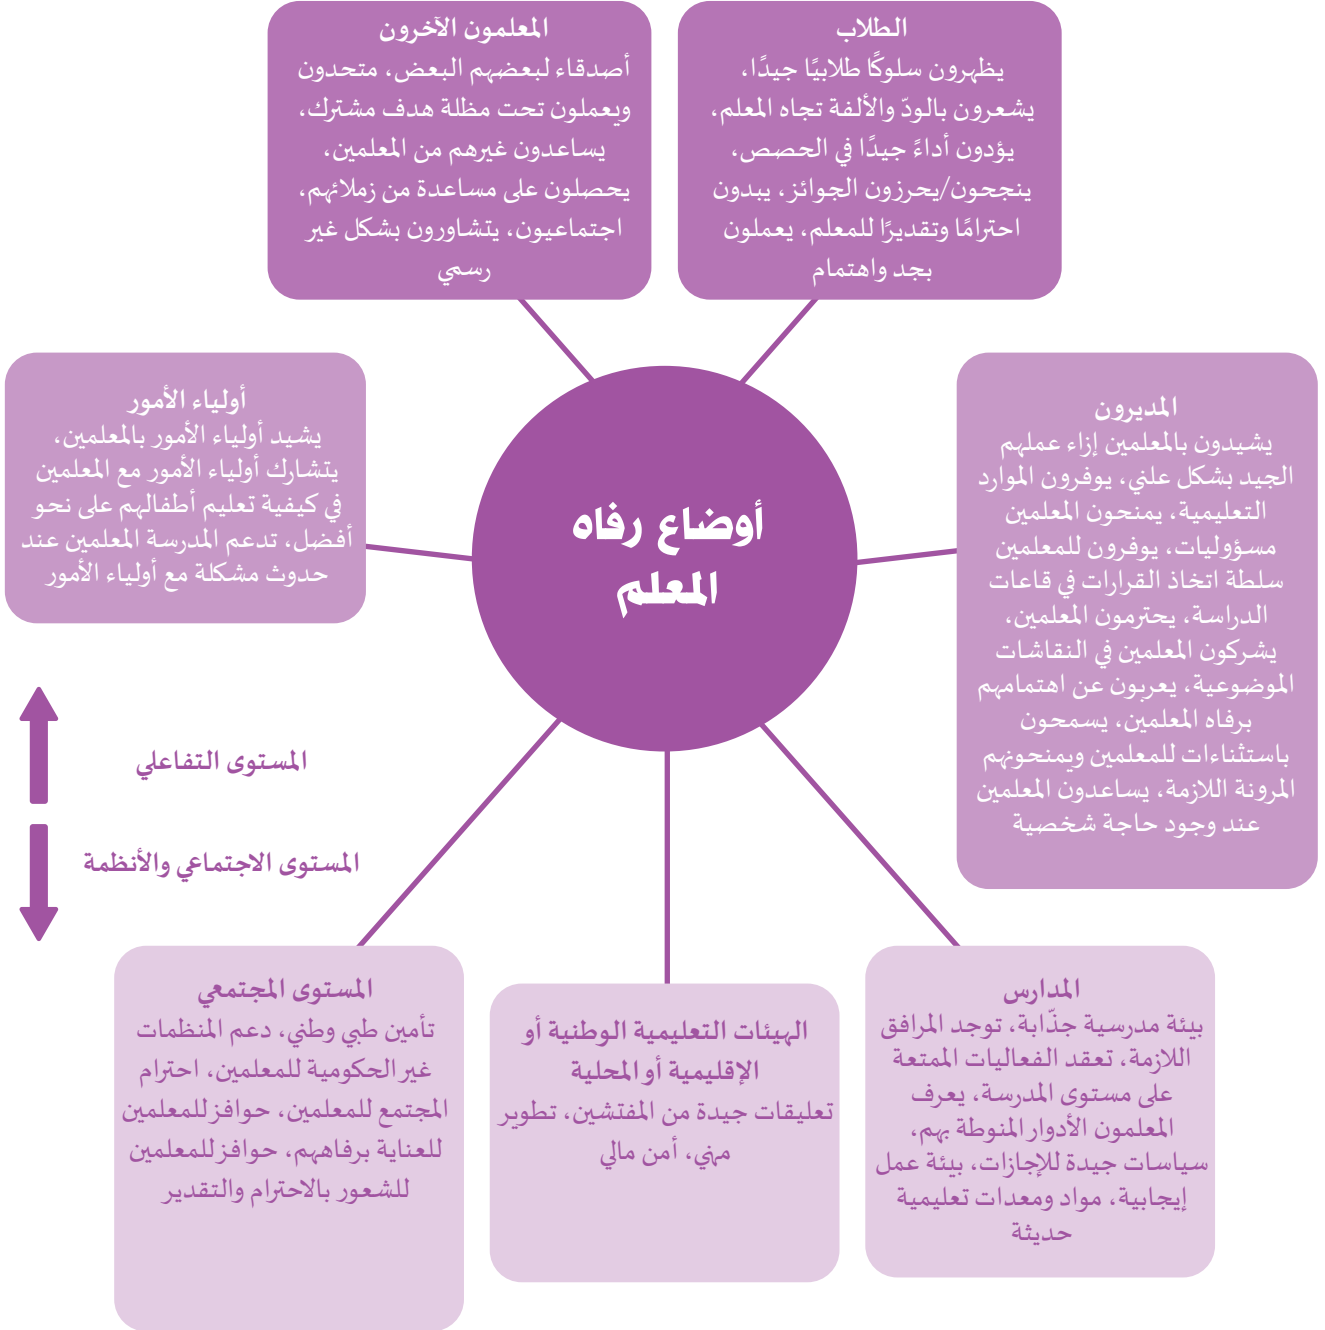 الطلاب
يظهرون سلوكًا طلابيًا جيدًا،
يشعرون بالودّ والألفة تجاه المعلم،
يؤدون أداءً جيدًا في الحصص،
ينجحون/يحرزون الجوائز، يبدون
احترامًا وتقديرًا للمعلم، يعملون
بجد واهتمام
المعلمون الآخرون
أصدقاء لبعضهم البعض، متحدون
ويعملون تحت مظلة هدف مشترك،
يساعدون غيرهم من المعلمين،
يحصلون على مساعدة من زملائهم،
اجتماعيون، يتشاورون بشكل غير
رسمي
المديرون
يشيدون بالمعلمين إزاء عملهم
الجيد بشكل علني، يوفرون الموارد
التعليمية، يمنحون المعلمين
مسؤوليات، يوفرون للمعلمين
سلطة اتخاذ القرارات في قاعات
الدراسة، يحترمون المعلمين،
يشركون المعلمين في النقاشات
الموضوعية، يعربون عن اهتمامهم
برفاه المعلمين، يسمحون
باستثناءات للمعلمين ويمنحونهم
المرونة اللازمة، يساعدون المعلمين
عند وجود حاجة شخصية
أوضاع رفاه
المعلم
أولياء الأمور
يشيد أولياء الأمور بالمعلمين،
يتشارك أولياء الأمور مع المعلمين
في كيفية تعليم أطفالهم على نحو
أفضل، تدعم المدرسة المعلمين عند
حدوث مشكلة مع أولياء الأمور
المستوى التفاعلي
المستوى الاجتماعي والأنظمة
المدارس
بيئة مدرسية جذّابة، توجد المرافق
اللازمة، تعقد الفعاليات الممتعة
على مستوى المدرسة، يعرف
المعلمون الأدوار المنوطة بهم،
سياسات جيدة للإجازات، بيئة عمل
إيجابية، مواد ومعدات تعليمية
حديثة
الهيئات التعليمية الوطنية أو
الإقليمية أو المحلية
تعليقات جيدة من المفتشين، تطوير
مهني، أمن مالي
المستوى المجتمعي
تأمين طبي وطني، دعم المنظمات
غير الحكومية للمعلمين، احترام
المجتمع للمعلمين، حوافز للمعلمين
للعناية برفاههم، حوافز للمعلمين
للشعور بالاحترام والتقدير